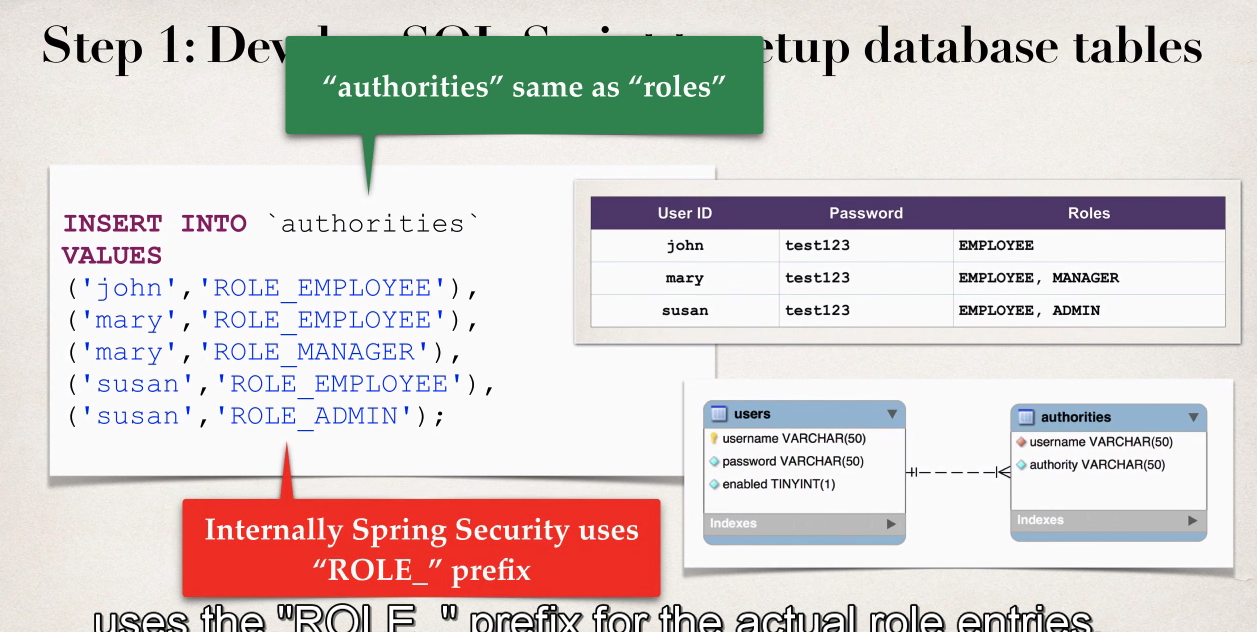 Step 1: Dev SQL Script to setup database tables
“authorities” same as “roles”
INSERT INTO `authorities`
VALUES
('john','ROLE_EMPLOYEE'),
('mary','ROLE_EMPLOYEE'),
('mary','ROLE_MANAGER'),
('susan','ROLE_EMPLOYEE'),
('susan','ROLE_ADMIN');
Internally Spring Security uses
“ROLE_” prefix
User ID Password Roles
john test123 EMPLOYEE
mary test123 EMPLOYEE, MANAGER
susan test123 EMPLOYEE, ADMIN
users
username VARCHAR(50)
password VARCHAR(50)
enabled TINYINT(1)
Indexes
authorities
username VARCHAR(50)
authority VARCHAR(50)
Indexes
uses the "ROLE_" prefix for the actual role entries